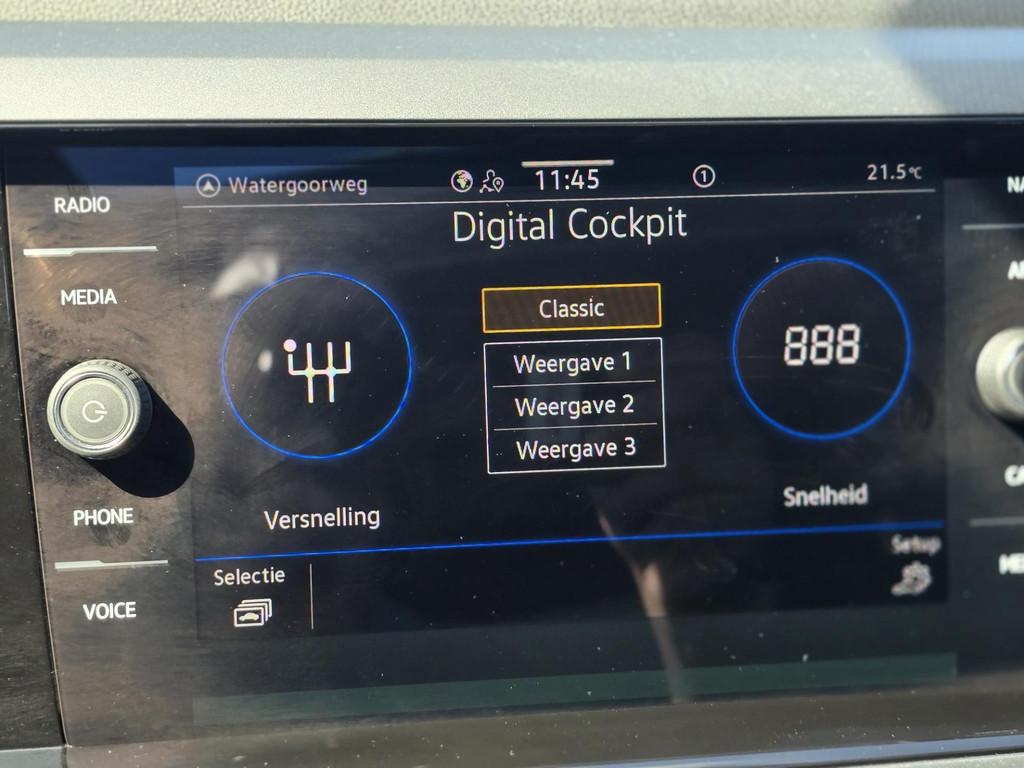 Watergoorweg
11:45
1
21.5°C
RADIO
Digital Cockpit
MEDIA
Classic
888
Weergave 1
Weergave 2
Weergave 3
Snelheid
PHONE
Versnelling
Setup
Selectie
VOICE